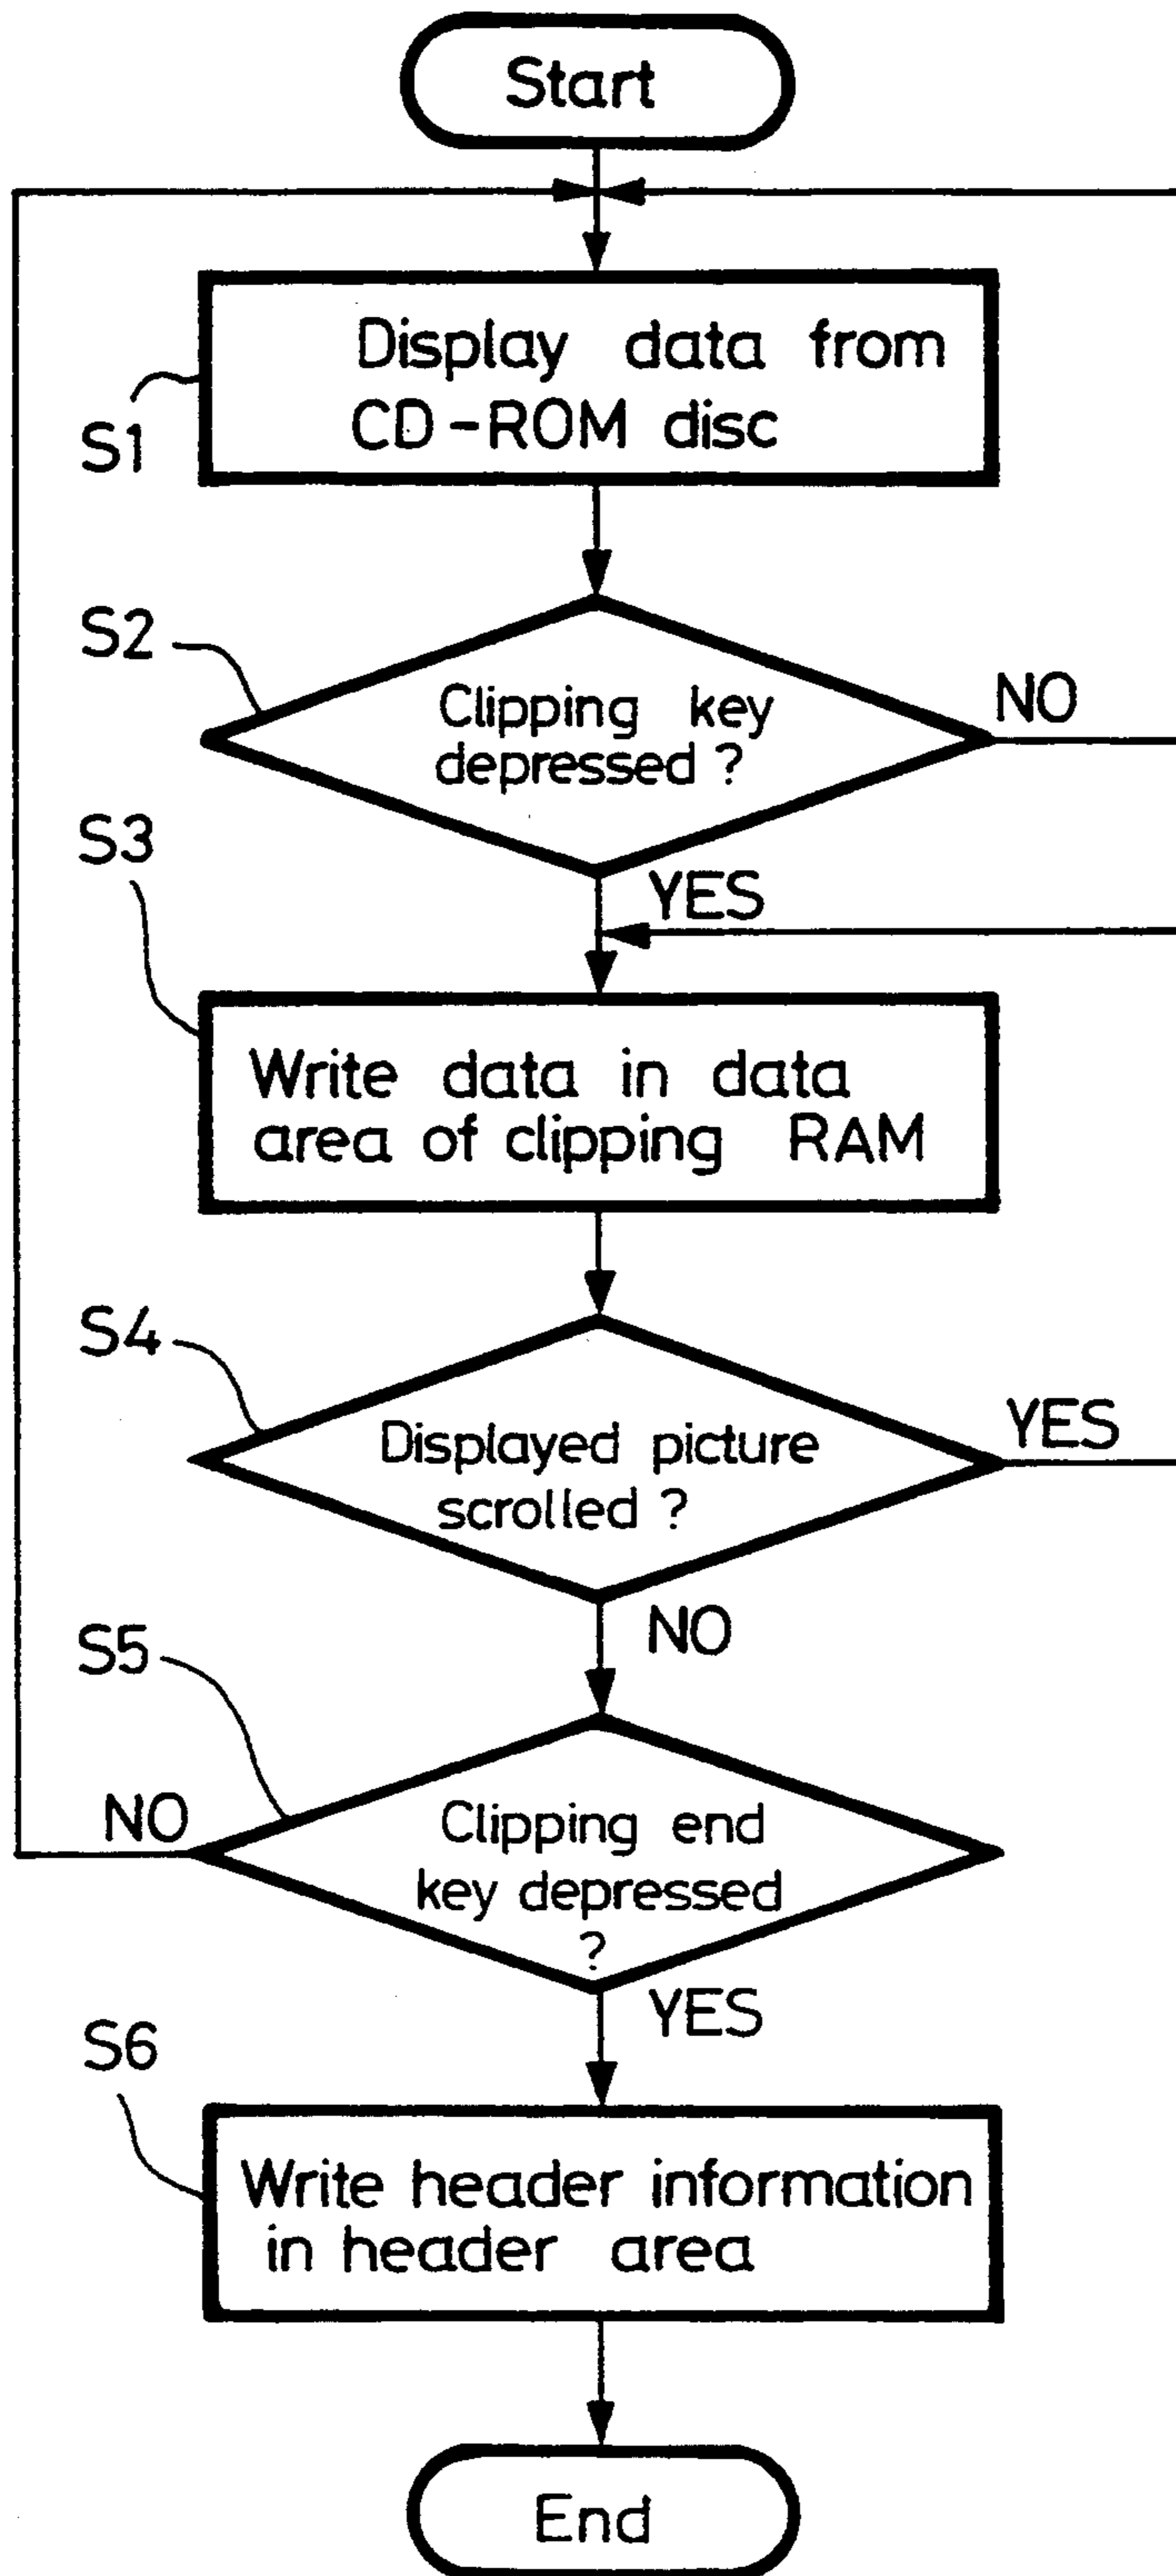 Start
Display data from
CD-ROM disc
S1
S2
Clipping key
depressed ?
NO
YES
S3
Write data in data
area of clipping RAM
S4
Displayed picture
scrolled ?
YES
NO
S5
Clipping end
key depressed
?
NO
YES
S6
Write header information
in header area
End